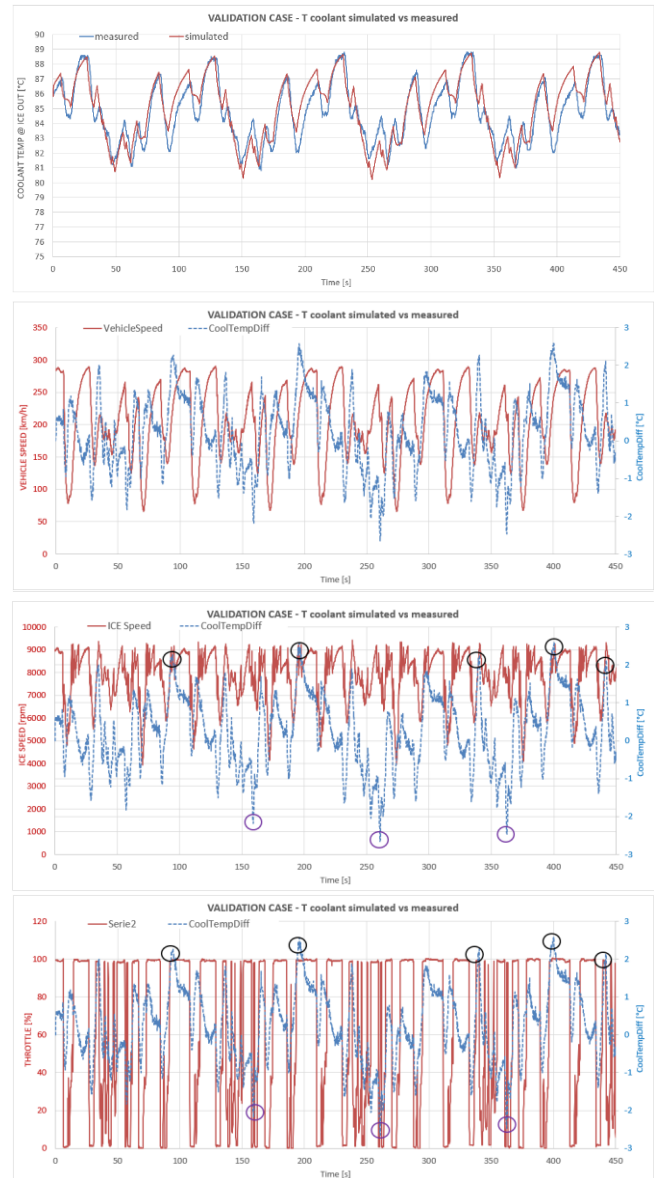 VALIDATION CASE - T coolant simulated vs measured
measured simulated
COOLANT TEMP @ ICE OUT [°C]
90
89
88
87
86
85
84
83
82
81
80
79
78
77
76
75
0 50 100 150 200 250 300 350 400 450
Time [s]
VALIDATION CASE - T coolant simulated vs measured
VehicleSpeed CoolTempDiff
VEHICLE SPEED [km/h]
350
300
250
200
150
100
50
0
3
2
1
0
-1
-2
-3
CoolTempDiff [°C]
0 50 100 150 200 250 300 350 400 450
Time [s]
VALIDATION CASE - T coolant simulated vs measured
ICE Speed CoolTempDiff
ICE SPEED [rpm]
10000
9000
8000
7000
6000
5000
4000
3000
2000
1000
0
3
2
1
0
-1
-2
-3
CoolTempDiff [°C]
0 50 100 150 200 250 300 350 400 450
Time [s]
VALIDATION CASE - T coolant simulated vs measured
Serie2 CoolTempDiff
THROTTLE [%]
120
100
80
60
40
20
0
3
2
1
0
-1
-2
-3
CoolTempDiff [°C]
0 50 100 150 200 250 300 350 400 450
Time [s]